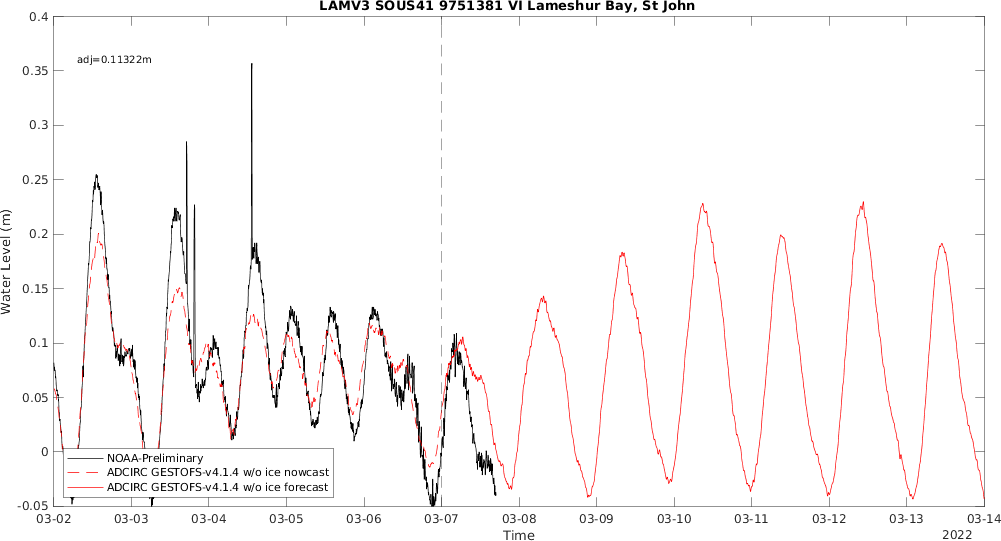 LAMV3 SOUS41 9751381 VI Lameshur Bay, St John
adj=0.11322m
Water Level (m)
0.4
0.35
0.3
0.25
0.2
0.15
0.1
0.05
0
-0.05
NOAA-Preliminary
ADCIRC GESTOFS-v4.1.4 w/o ice nowcast
ADCIRC GESTOFS-v4.1.4 w/o ice forecast
03-02 03-03 03-04 03-05 03-06 03-07 03-08 03-09 03-10 03-11 03-12 03-13 03-14
Time
2022